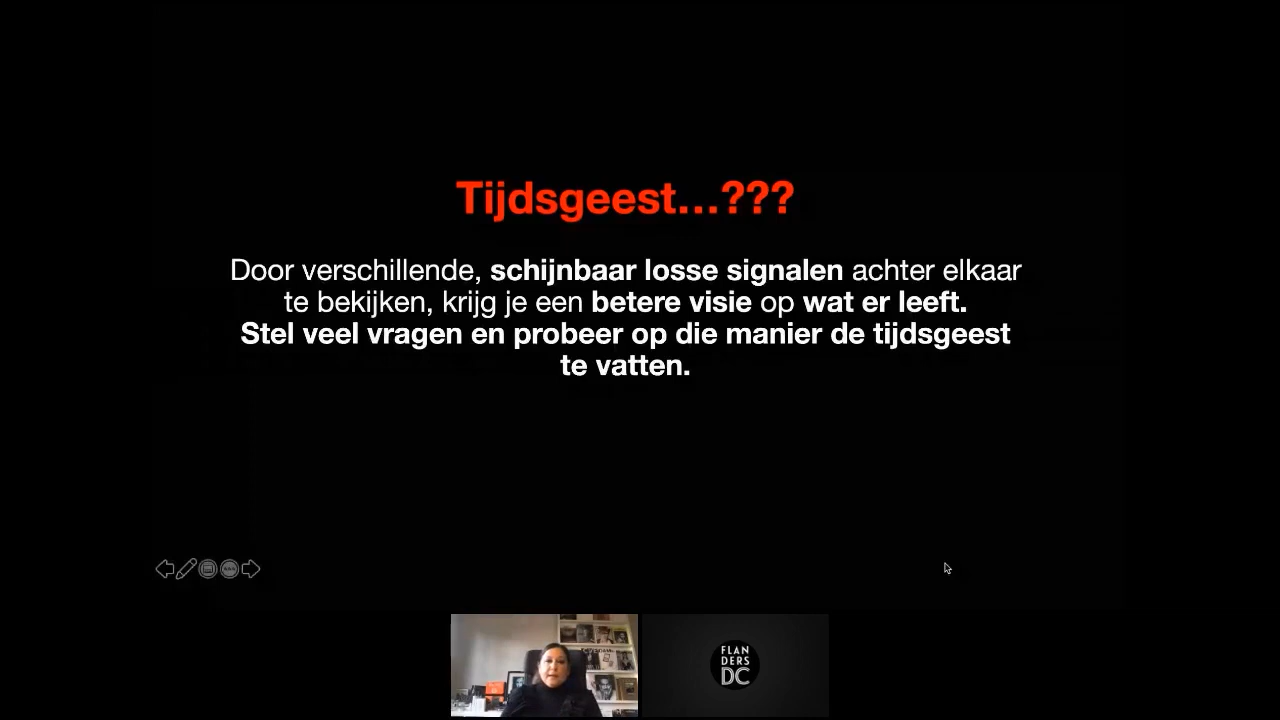 Tijdsgeest...???
Door verschillende, schijnbaar losse signalen achter elkaar
te bekijken, krijg je een betere visie op wat er leeft.
Stel veel vragen en probeer op die manier de tijdsgeest
te vatten.
FLAN
DERS
DC